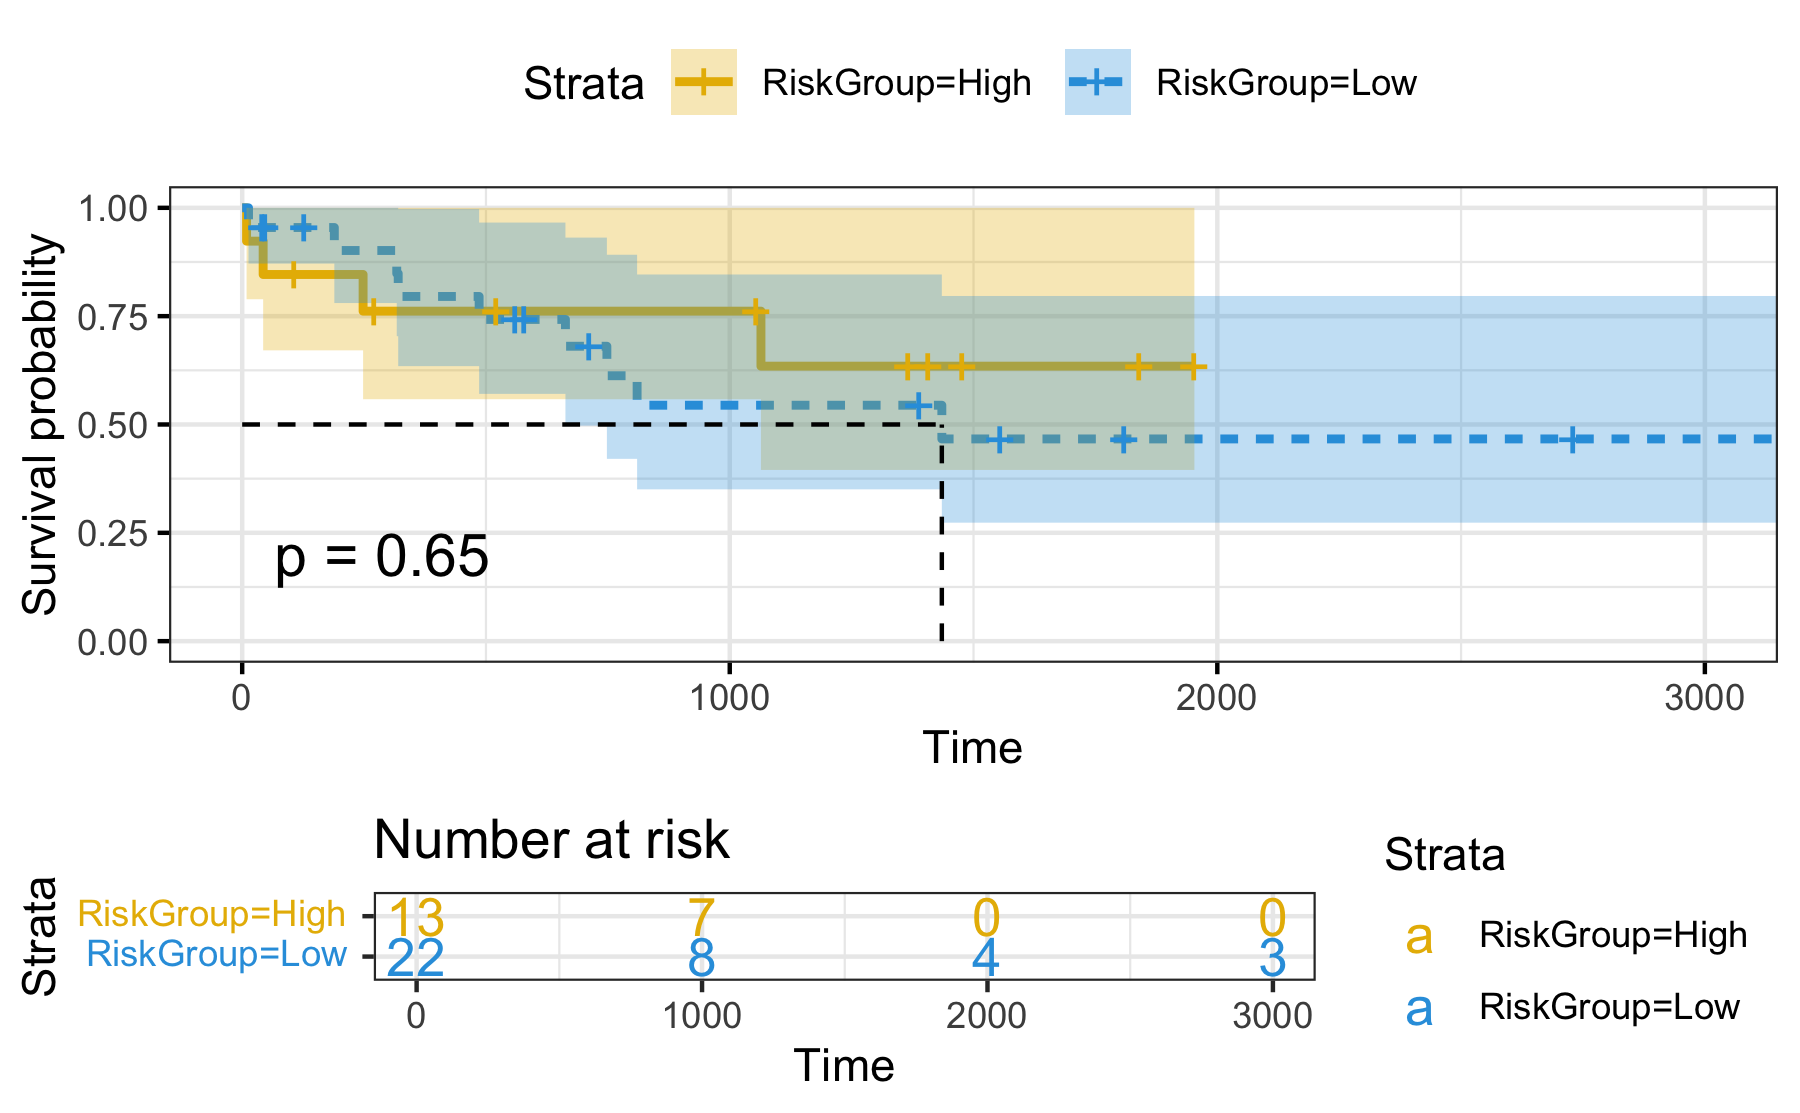 Strata RiskGroup=High RiskGroup=Low
Survival probability
1.00
0.75
0.50
0.25
0.00
p = 0.65
0 1000 2000 3000
Time
Number at risk
Strata
RiskGroup=High 13 7 0 0
RiskGroup=Low 22 8 4 3
0 1000 2000 3000
Time
Strata
a RiskGroup=High
a RiskGroup=Low